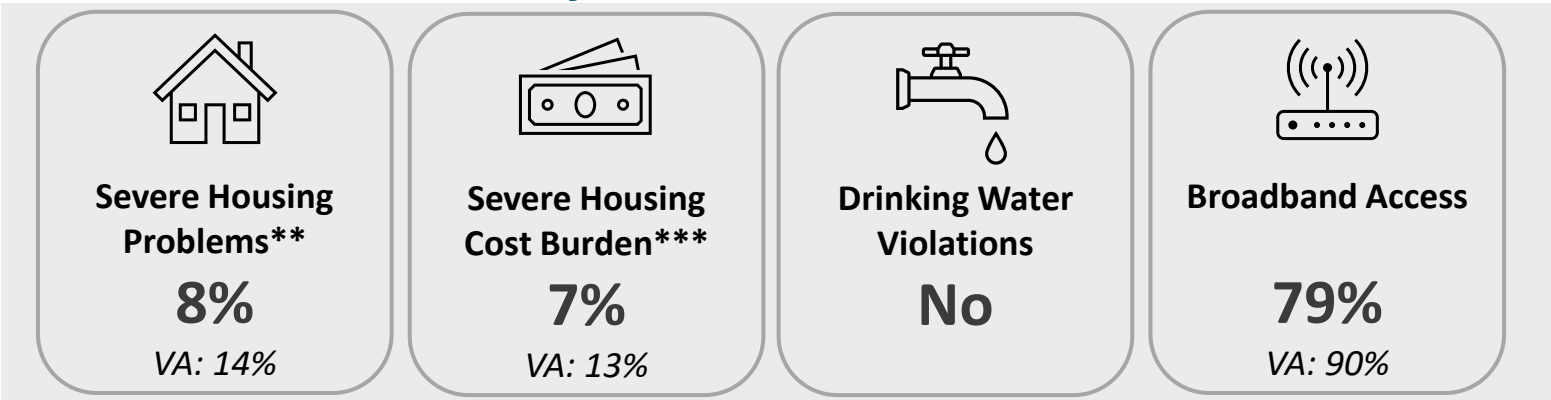 Severe Housing
Problems**
8%
VA: 14%
Severe Housing
Cost Burden***
7%
VA: 13%
Drinking Water
Violations
No
Broadband Access
79%
VA: 90%